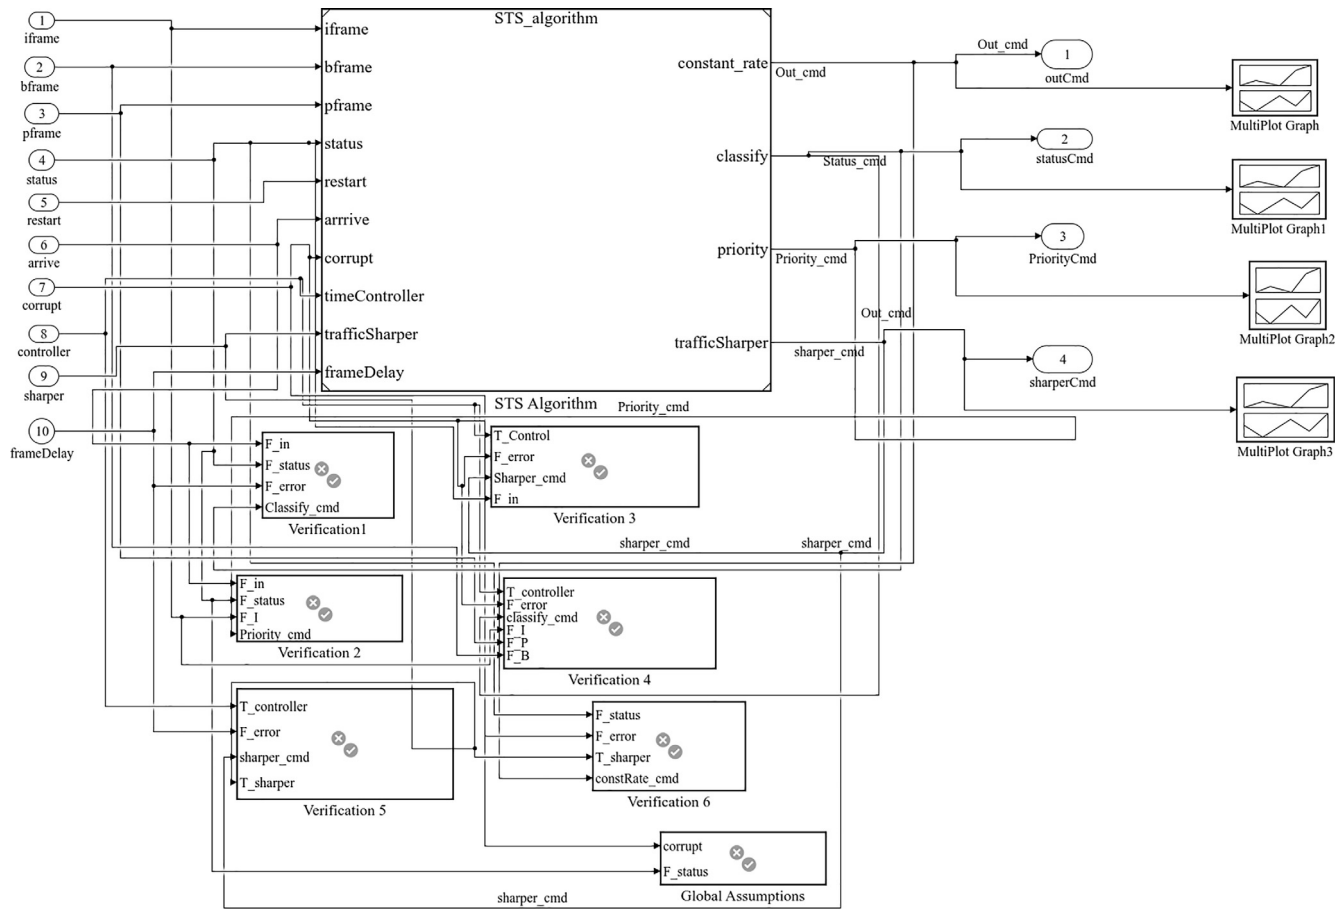 1
iframe
2
bframe
3
pframe
4
status
5
restart
6
arrive
7
corrupt
8
controller
9
sharper
10
frameDelay
STS_algorithm
iframe
bframe
pframe
status
restart
arrrive
corrupt
timeController
trafficSharper
frameDelay
constant_rate
classify
priority
trafficSharper
STS Algorithm
Out_cmd
Status_cmd
Priority_cmd
Out_cmd
sharper_cmd
Out_cmd
1
outCmd
2
statusCmd
3
PriorityCmd
4
sharperCmd
MultiPlot Graph
MultiPlot Graph1
MultiPlot Graph2
MultiPlot Graph3
Priority_cmd
F_in
F_status
F_error
Classify_cmd
Verification1
T_Control
F_error
Sharper_cmd
F_in
Verification 3
sharper_cmd
sharper_cmd
F_in
F_status
F_I
Priority_cmd
Verification 2
T_controller
F_error
classify_cmd
F_I
F_P
F_B
Verification 4
T_controller
F_error
sharper_cmd
T_sharper
Verification 5
F_status
F_error
T_sharper
constRate_cmd
Verification 6
corrupt
F_status
Global Assumptions
sharper_cmd